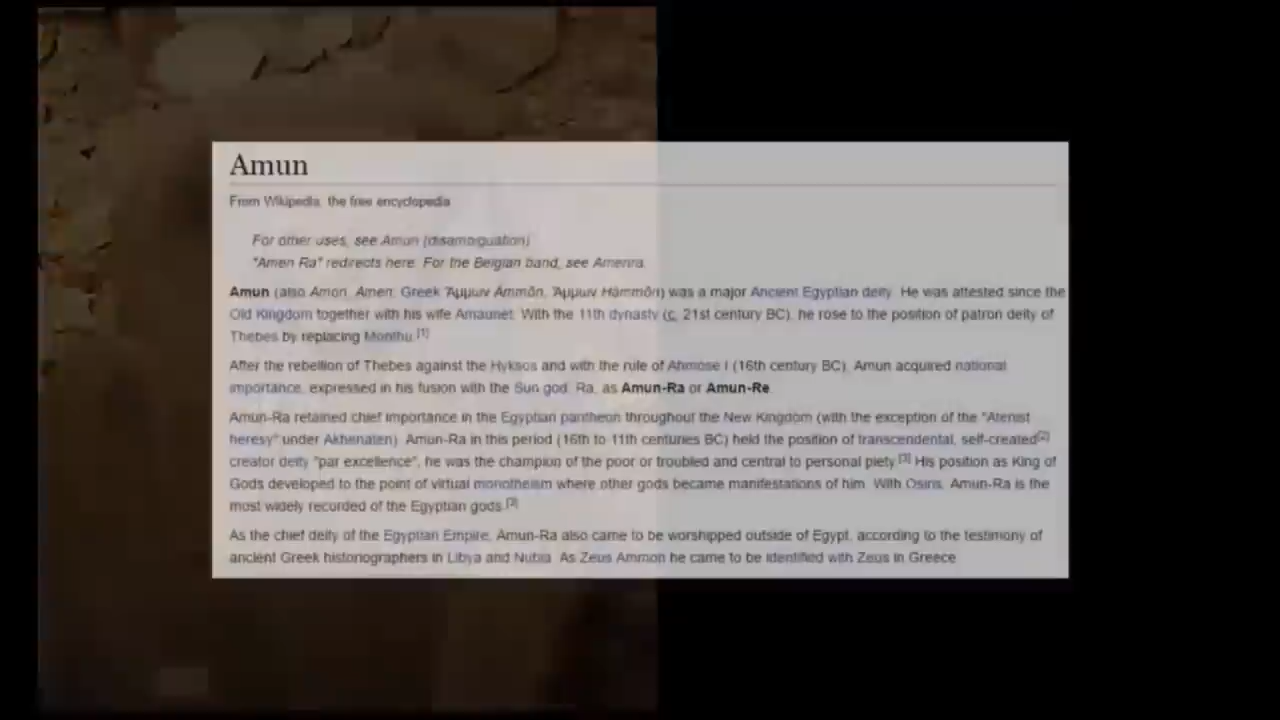 Amun
From Wikipedia, the free encyclopedia
For other uses, see Amun (disambiguation).
"Amen Ra" redirects here. For the Belgian band, see Amenra.
Amun (also Amon, Amen; Greek Ἄμμων Ámmōn, Ἅμμων Hámmōn) was a major Ancient Egyptian deity. He was attested since the
Old Kingdom together with his wife Amaunet. With the 11th dynasty (c. 21st century BC), he rose to the position of patron deity of
Thebes by replacing Monthu.[1]
After the rebellion of Thebes against the Hyksos and with the rule of Ahmose I (16th century BC), Amun acquired national
importance, expressed in his fusion with the Sun god, Ra, as Amun-Ra or Amun-Re.
Amun-Ra retained chief importance in the Egyptian pantheon throughout the New Kingdom (with the exception of the "Atenist
heresy" under Akhenaten). Amun-Ra in this period (16th to 11th centuries BC) held the position of transcendental, self-created[2]
creator deity "par excellence", he was the champion of the poor or troubled and central to personal piety.[3] His position as King of
Gods developed to the point of virtual monotheism where other gods became manifestations of him. With Osiris, Amun-Ra is the
most widely recorded of the Egyptian gods.[3]
As the chief deity of the Egyptian Empire, Amun-Ra also came to be worshipped outside of Egypt, according to the testimony of
ancient Greek historiographers in Libya and Nubia. As Zeus Ammon he came to be identified with Zeus in Greece.